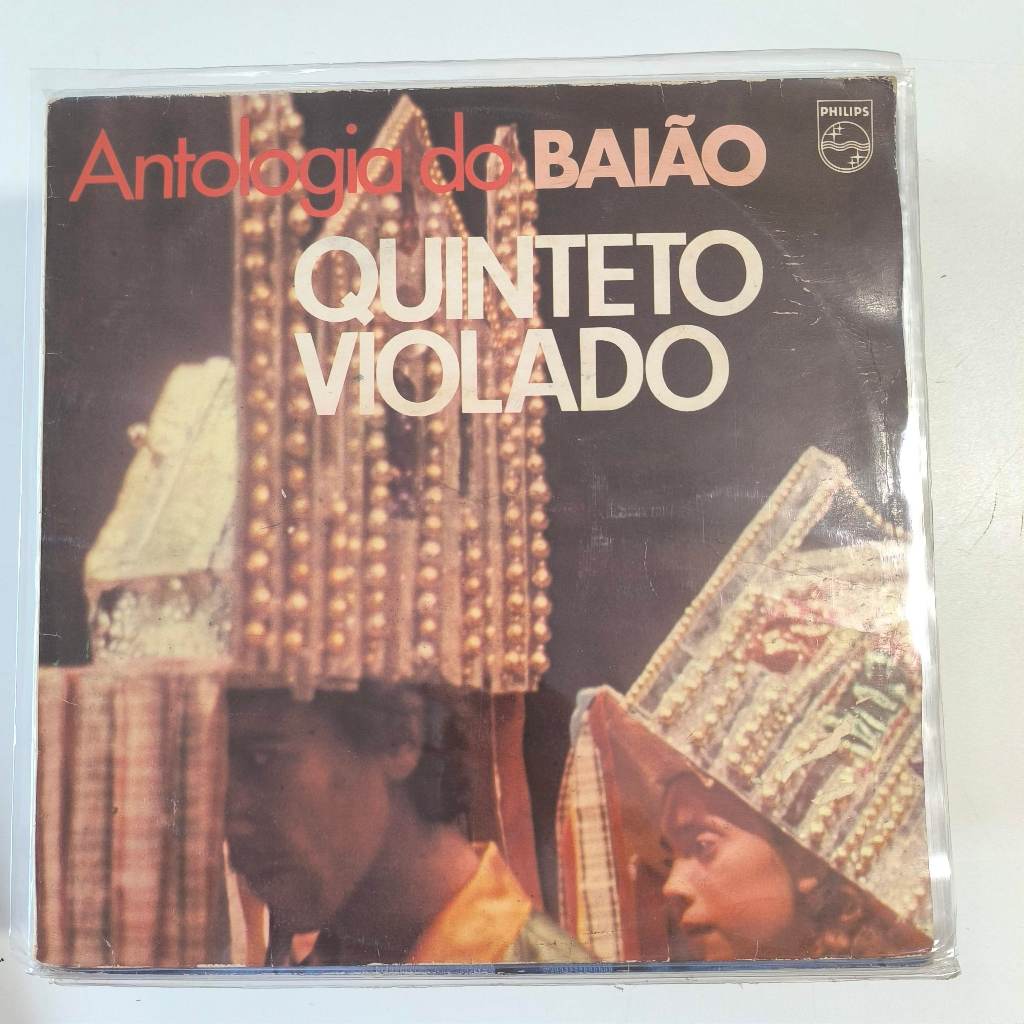 Antologia do BAIÃO
PHILIPS
QUINTETO
VIOLADO